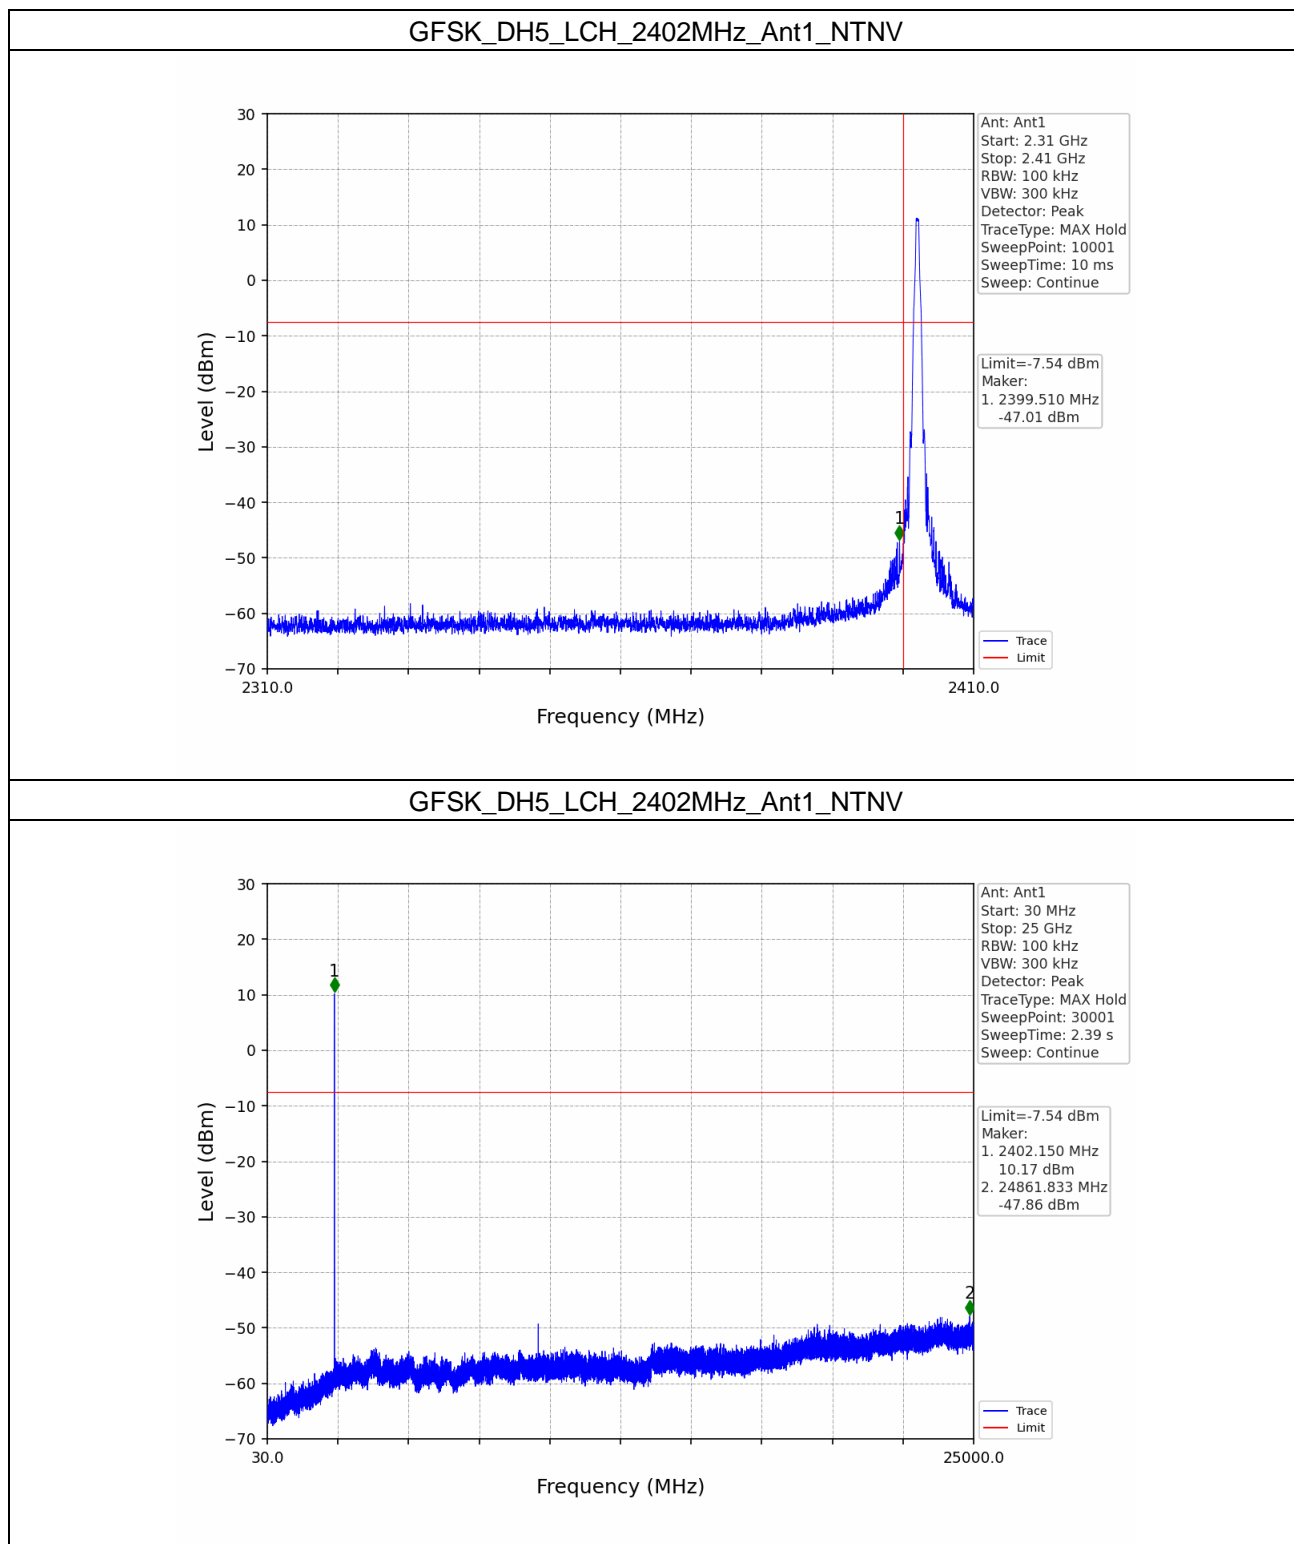 GFSK_DH5_LCH_2402MHz_Ant1_NTNV
30
20
10
0
−10
−20
−30
−40
−50
−60
−70
Level (dBm)
2310.0
2410.0
Frequency (MHz)
1
Ant: Ant1
Start: 2.31 GHz
Stop: 2.41 GHz
RBW: 100 kHz
VBW: 300 kHz
Detector: Peak
TraceType: MAX Hold
SweepPoint: 10001
SweepTime: 10 ms
Sweep: Continue
Limit=-7.54 dBm
Maker:
1. 2399.510 MHz
-47.01 dBm
Trace
Limit
GFSK_DH5_LCH_2402MHz_Ant1_NTNV
30
20
10
0
−10
−20
−30
−40
−50
−60
−70
Level (dBm)
30.0
25000.0
Frequency (MHz)
1
2
Ant: Ant1
Start: 30 MHz
Stop: 25 GHz
RBW: 100 kHz
VBW: 300 kHz
Detector: Peak
TraceType: MAX Hold
SweepPoint: 30001
SweepTime: 2.39 s
Sweep: Continue
Limit=-7.54 dBm
Maker:
1. 2402.150 MHz
10.17 dBm
2. 24861.833 MHz
-47.86 dBm
Trace
Limit